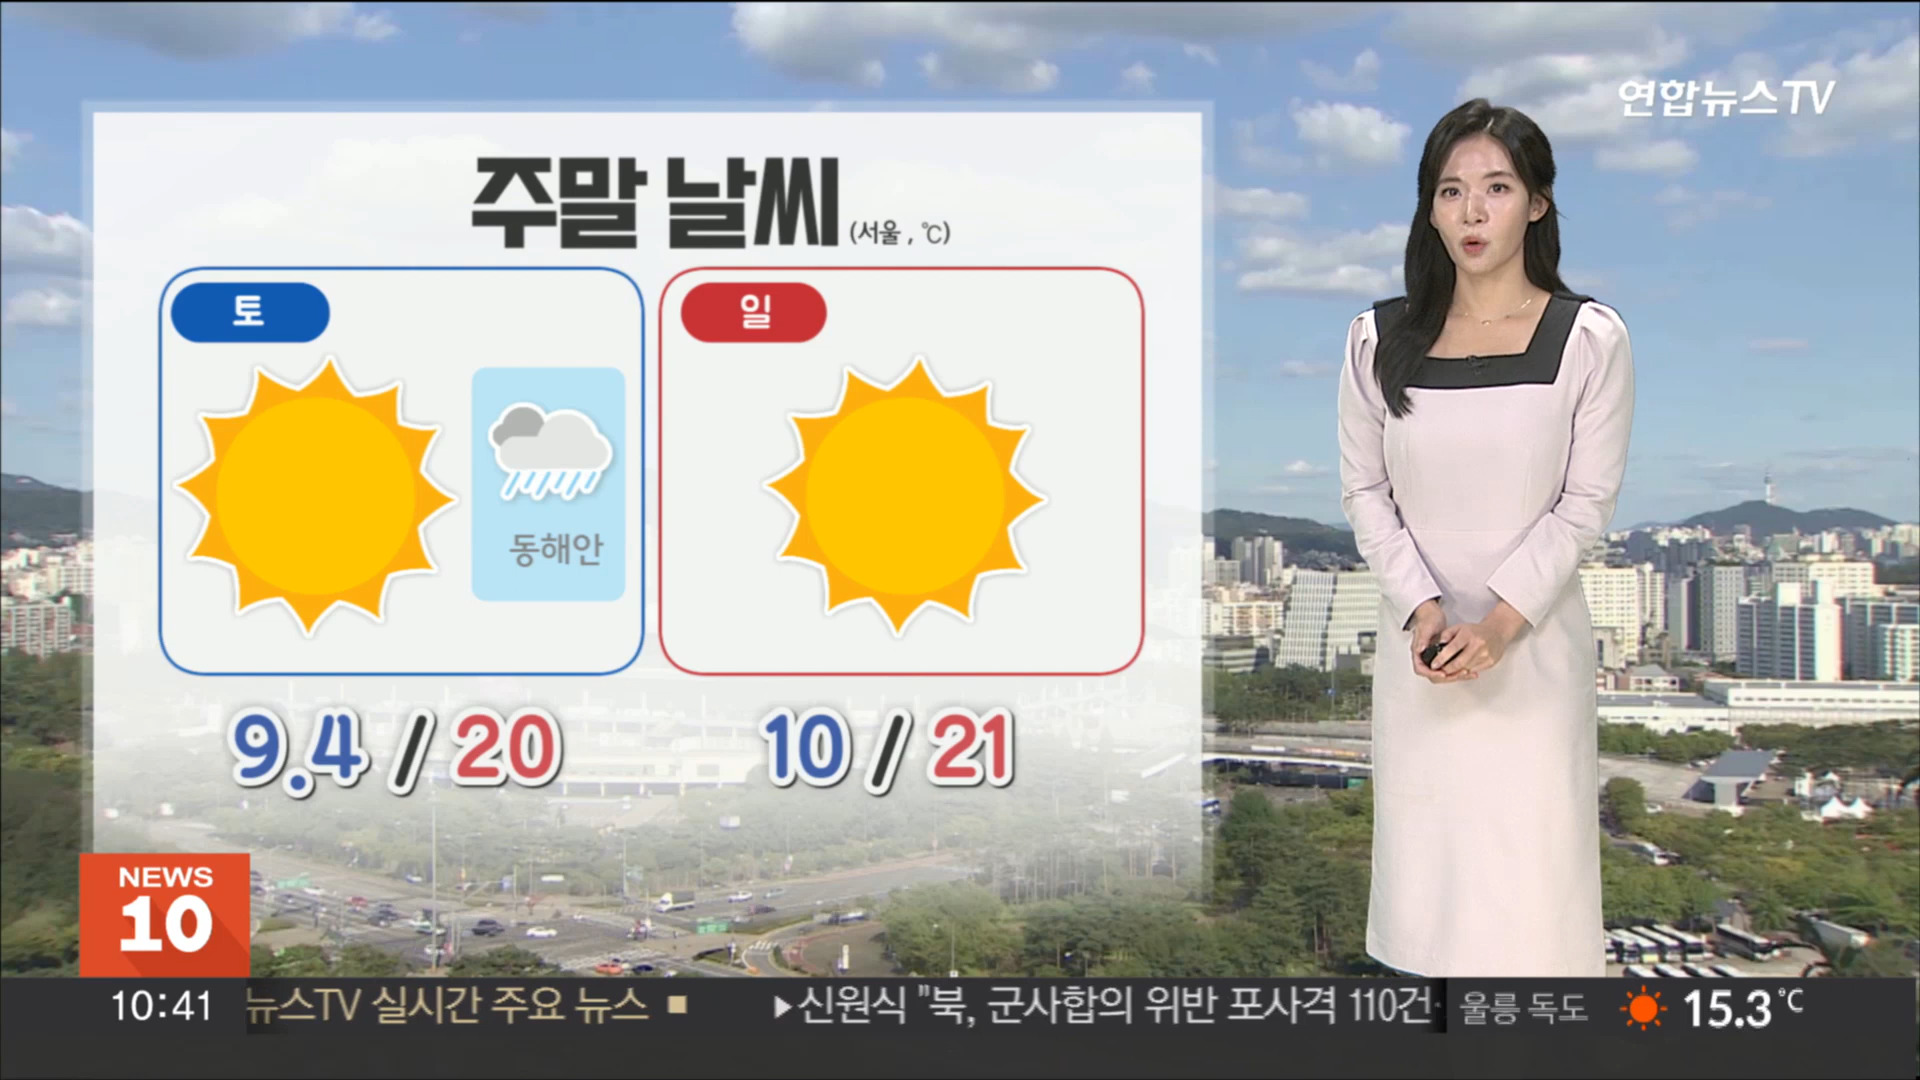 연합뉴스TV
주말 날씨 (서울, ℃)
토
일
동해안
9.4 / 20
10 / 21
NEWS
10
10:41
뉴스TV 실시간 주요 뉴스 ■ ▶신원식 "북, 군사합의 위반 포사격 110건
울릉 독도 15.3 ℃